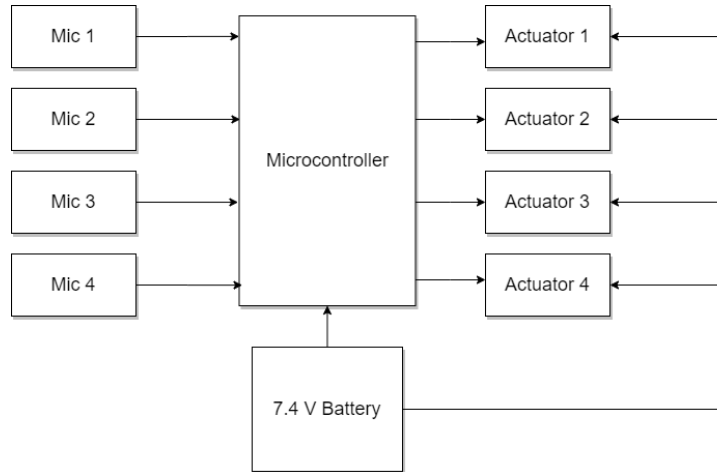 Mic 1
Mic 2
Mic 3
Mic 4
Microcontroller
Actuator 1
Actuator 2
Actuator 3
Actuator 4
7.4 V Battery